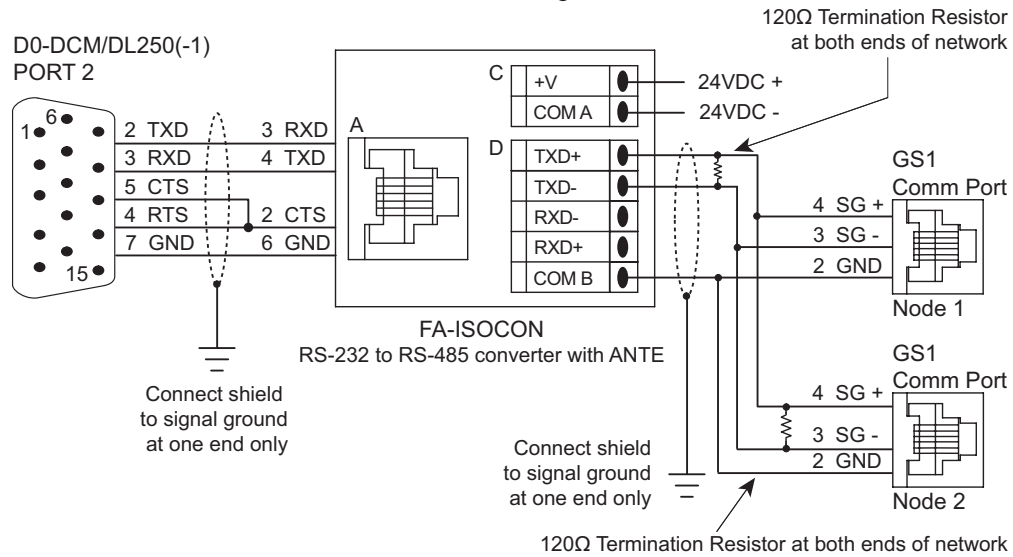 120Ω Termination Resistor
at both ends of network
D0-DCM/DL250(-1)
PORT 2
6
1
15
2 TXD
3 RXD
5 CTS
4 RTS
7 GND
3 RXD
4 TXD
2 CTS
6 GND
A
C
+V
COM A
24VDC +
24VDC -
D
TXD+
TXD-
RXD-
RXD+
COM B
FA-ISOCON
RS-232 to RS-485 converter with ANTE
Connect shield
to signal ground
at one end only
GS1
Comm Port
4 SG +
3 SG -
2 GND
Node 1
GS1
Comm Port
4 SG +
3 SG -
2 GND
Node 2
Connect shield
to signal ground
at one end only
120Ω Termination Resistor at both ends of network